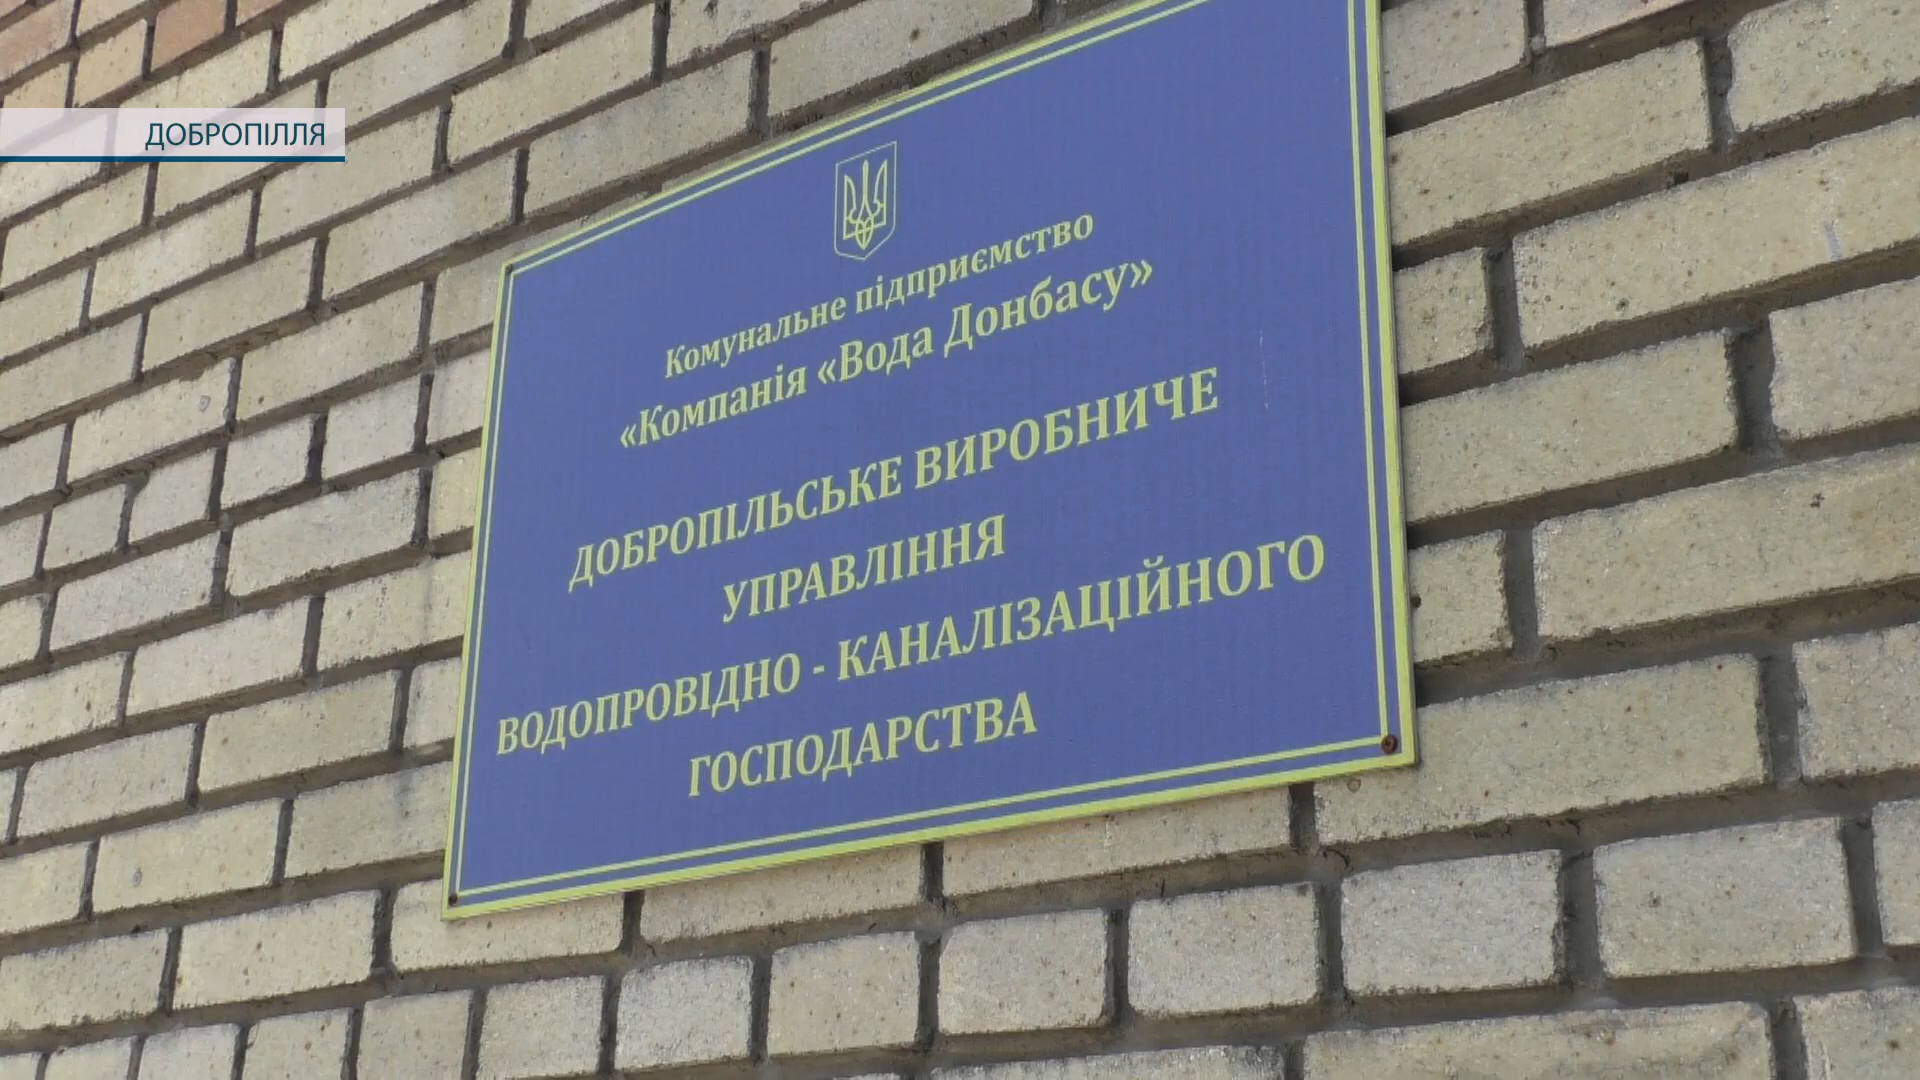 ДОБРОПІЛЛЯ
Комунальне підприємство
«Компанія «Вода Донбасу»
ДОБРОПІЛЬСЬКЕ ВИРОБНИЧЕ
УПРАВЛІННЯ
ВОДОПРОВІДНО - КАНАЛІЗАЦІЙНОГО
ГОСПОДАРСТВА